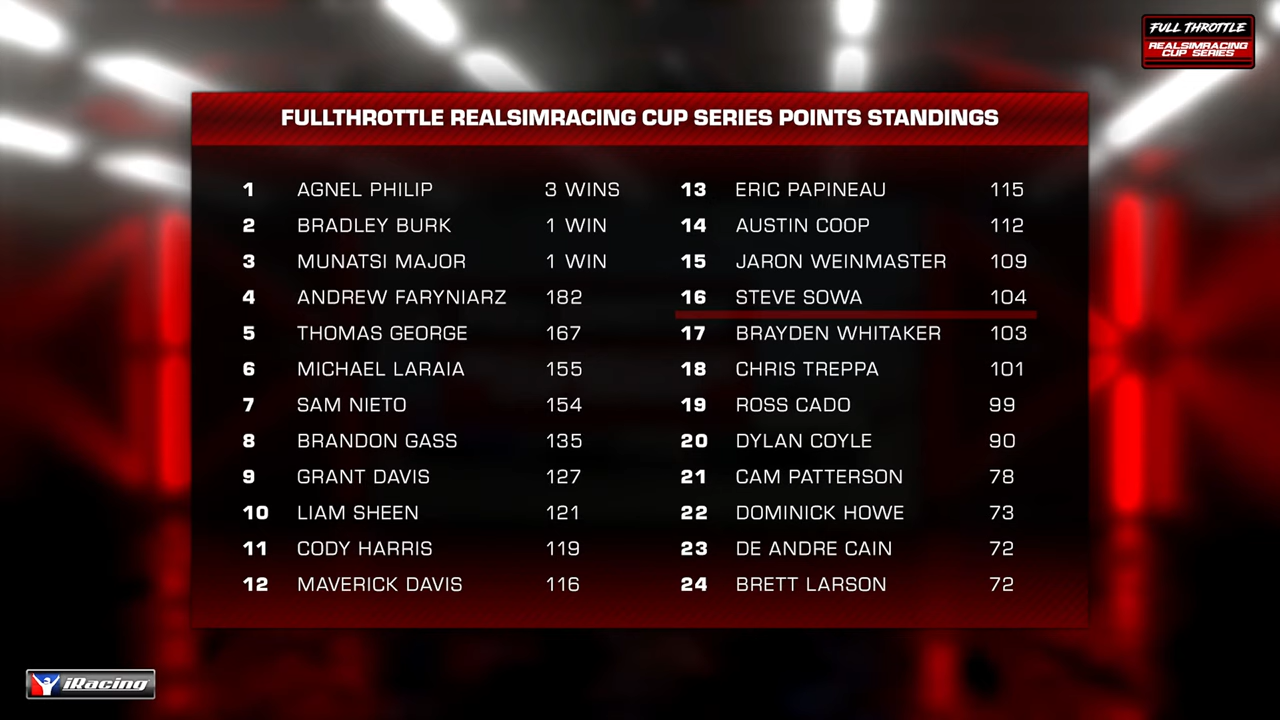 FULL THROTTLE
REALSIMRACING
CUP SERIES
FULLTHROTTLE REALSIMRACING CUP SERIES POINTS STANDINGS
1 AGNEL PHILIP 3 WINS
2 BRADLEY BURK 1 WIN
3 MUNATSI MAJOR 1 WIN
4 ANDREW FARYNIARZ 182
5 THOMAS GEORGE 167
6 MICHAEL LARAIA 155
7 SAM NIETO 154
8 BRANDON GASS 135
9 GRANT DAVIS 127
10 LIAM SHEEN 121
11 CODY HARRIS 119
12 MAVERICK DAVIS 116
13 ERIC PAPINEAU 115
14 AUSTIN COOP 112
15 JARON WEINMASTER 109
16 STEVE SOWA 104
17 BRAYDEN WHITAKER 103
18 CHRIS TREPPA 101
19 ROSS CADO 99
20 DYLAN COYLE 90
21 CAM PATTERSON 78
22 DOMINICK HOWE 73
23 DE ANDRE CAIN 72
24 BRETT LARSON 72
iRacing